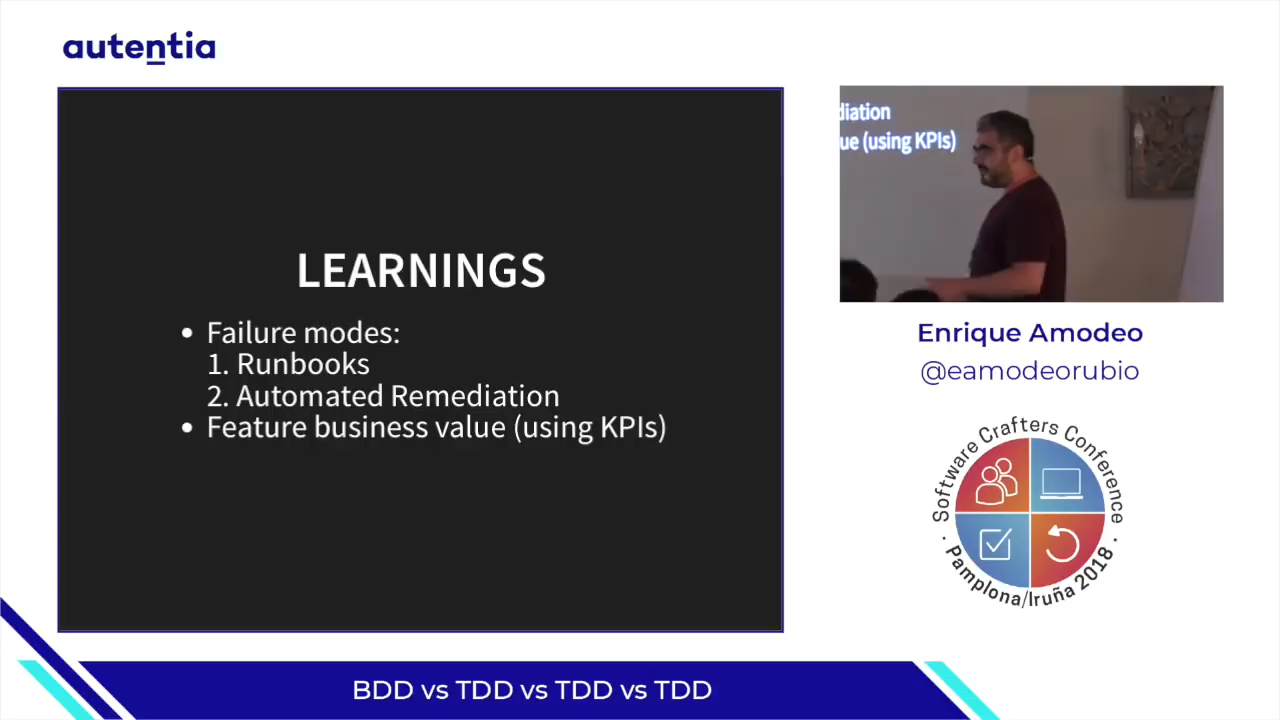 autentia
LEARNINGS
• Failure modes:
1. Runbooks
2. Automated Remediation
• Feature business value (using KPIs)
diation
ue (using KPIs)
Enrique Amodeo
@eamodeorubio
Software Crafters Conference
· Pamplona/Iruña 2018 ·
BDD vs TDD vs TDD vs TDD